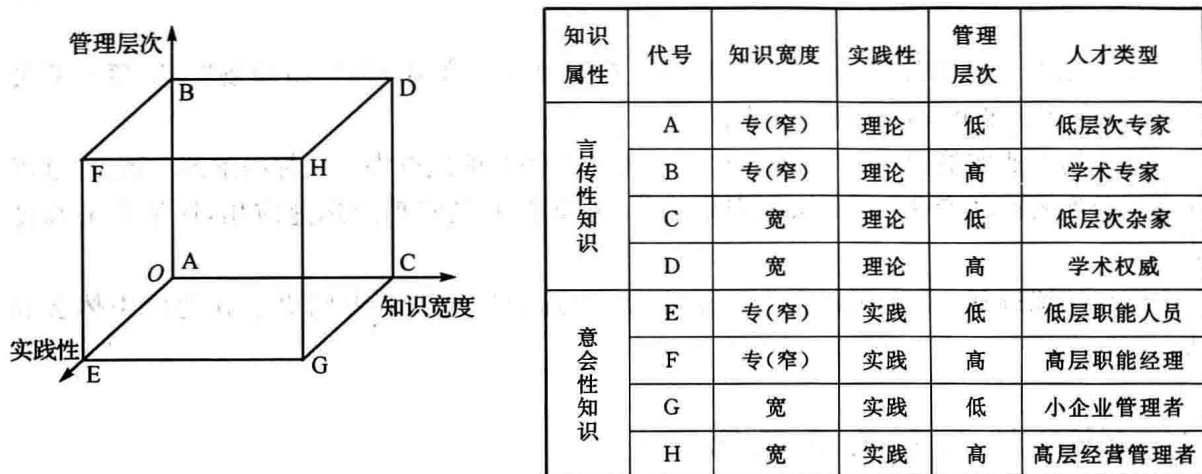 管理层次
B
D
F
H
O
A
C
知识宽度
实践性
E
G
知识属性 代号 知识宽度 实践性 管理层次 人才类型
言传性知识
A 专(窄) 理论 低 低层次专家
B 专(窄) 理论 高 学术专家
C 宽 理论 低 低层次杂家
D 宽 理论 高 学术权威
意会性知识
E 专(窄) 实践 低 低层职能人员
F 专(窄) 实践 高 高层职能经理
G 宽 实践 低 小企业管理者
H 宽 实践 高 高层经营管理者